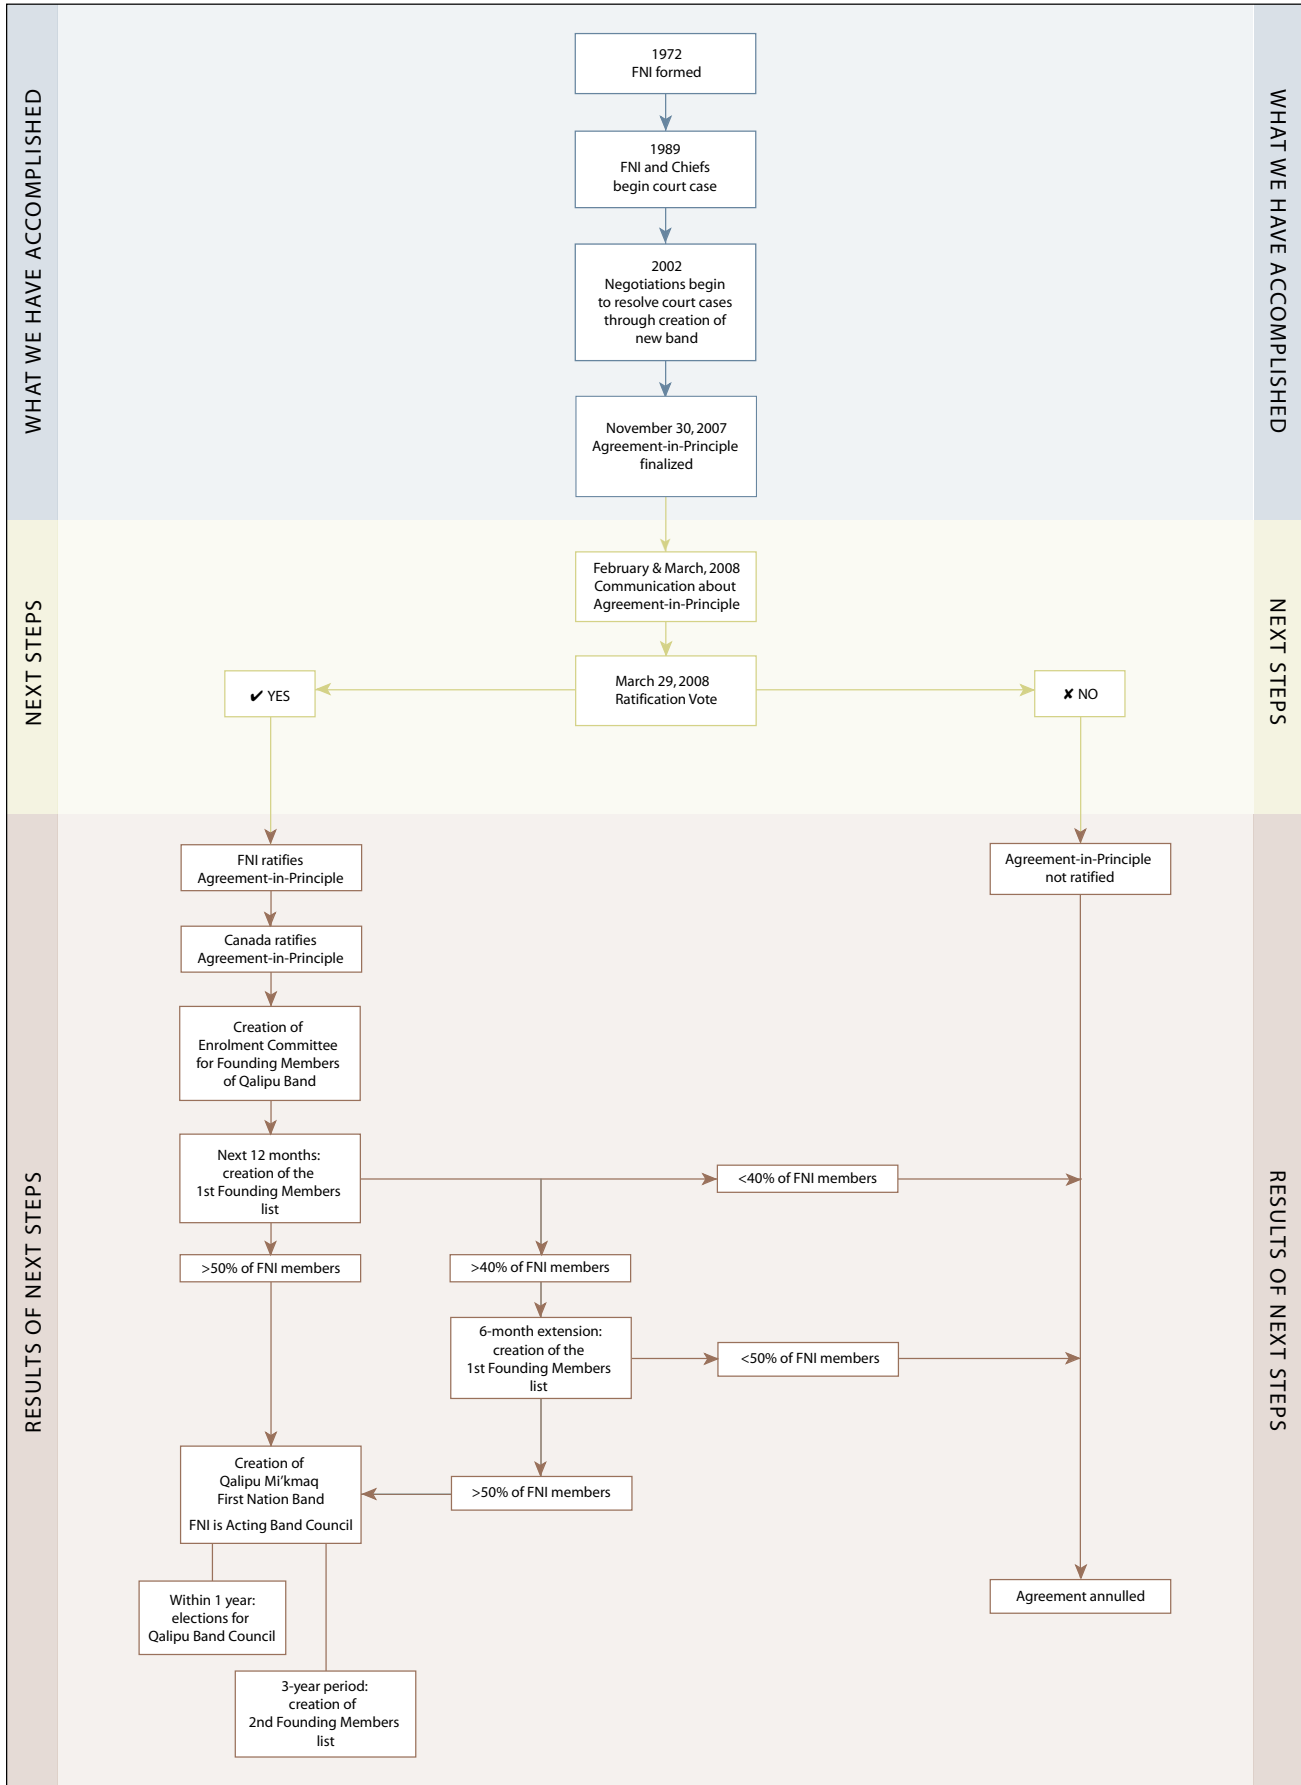 WHAT WE HAVE ACCOMPLISHED
WHAT WE HAVE ACCOMPLISHED
1972
FNI formed
1989
FNI and Chiefs
begin court case
2002
Negotiations begin
to resolve court cases
through creation of
new band
November 30, 2007
Agreement-in-Principle
finalized
NEXT STEPS
NEXT STEPS
February & March, 2008
Communication about
Agreement-in-Principle
March 29, 2008
Ratification Vote
✔ YES
✘ NO
RESULTS OF NEXT STEPS
RESULTS OF NEXT STEPS
FNI ratifies
Agreement-in-Principle
Agreement-in-Principle
not ratified
Canada ratifies
Agreement-in-Principle
Creation of
Enrolment Committee
for Founding Members
of Qalipu Band
Next 12 months:
creation of the
1st Founding Members
list
<40% of FNI members
>50% of FNI members
>40% of FNI members
6-month extension:
creation of the
1st Founding Members
list
<50% of FNI members
>50% of FNI members
Creation of
Qalipu Mi’kmaq
First Nation Band
FNI is Acting Band Council
Within 1 year:
elections for
Qalipu Band Council
Agreement annulled
3-year period:
creation of
2nd Founding Members
list